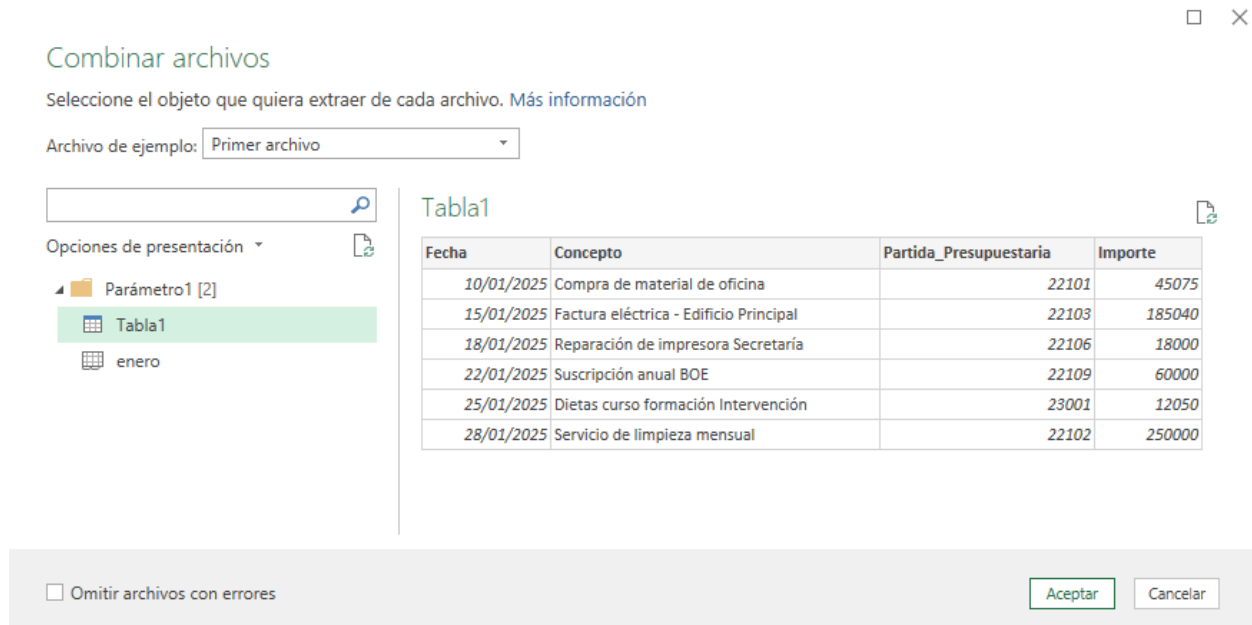 Combinar archivos
Seleccione el objeto que quiera extraer de cada archivo. Más información
Archivo de ejemplo: Primer archivo
Opciones de presentación
Parámetro1 [2]
Tabla1
enero
Tabla1
Fecha Concepto Partida_Presupuestaria Importe
10/01/2025 Compra de material de oficina 22101 45075
15/01/2025 Factura eléctrica - Edificio Principal 22103 185040
18/01/2025 Reparación de impresora Secretaría 22106 18000
22/01/2025 Suscripción anual BOE 22109 60000
25/01/2025 Dietas curso formación Intervención 23001 12050
28/01/2025 Servicio de limpieza mensual 22102 250000
Omitir archivos con errores
Aceptar Cancelar